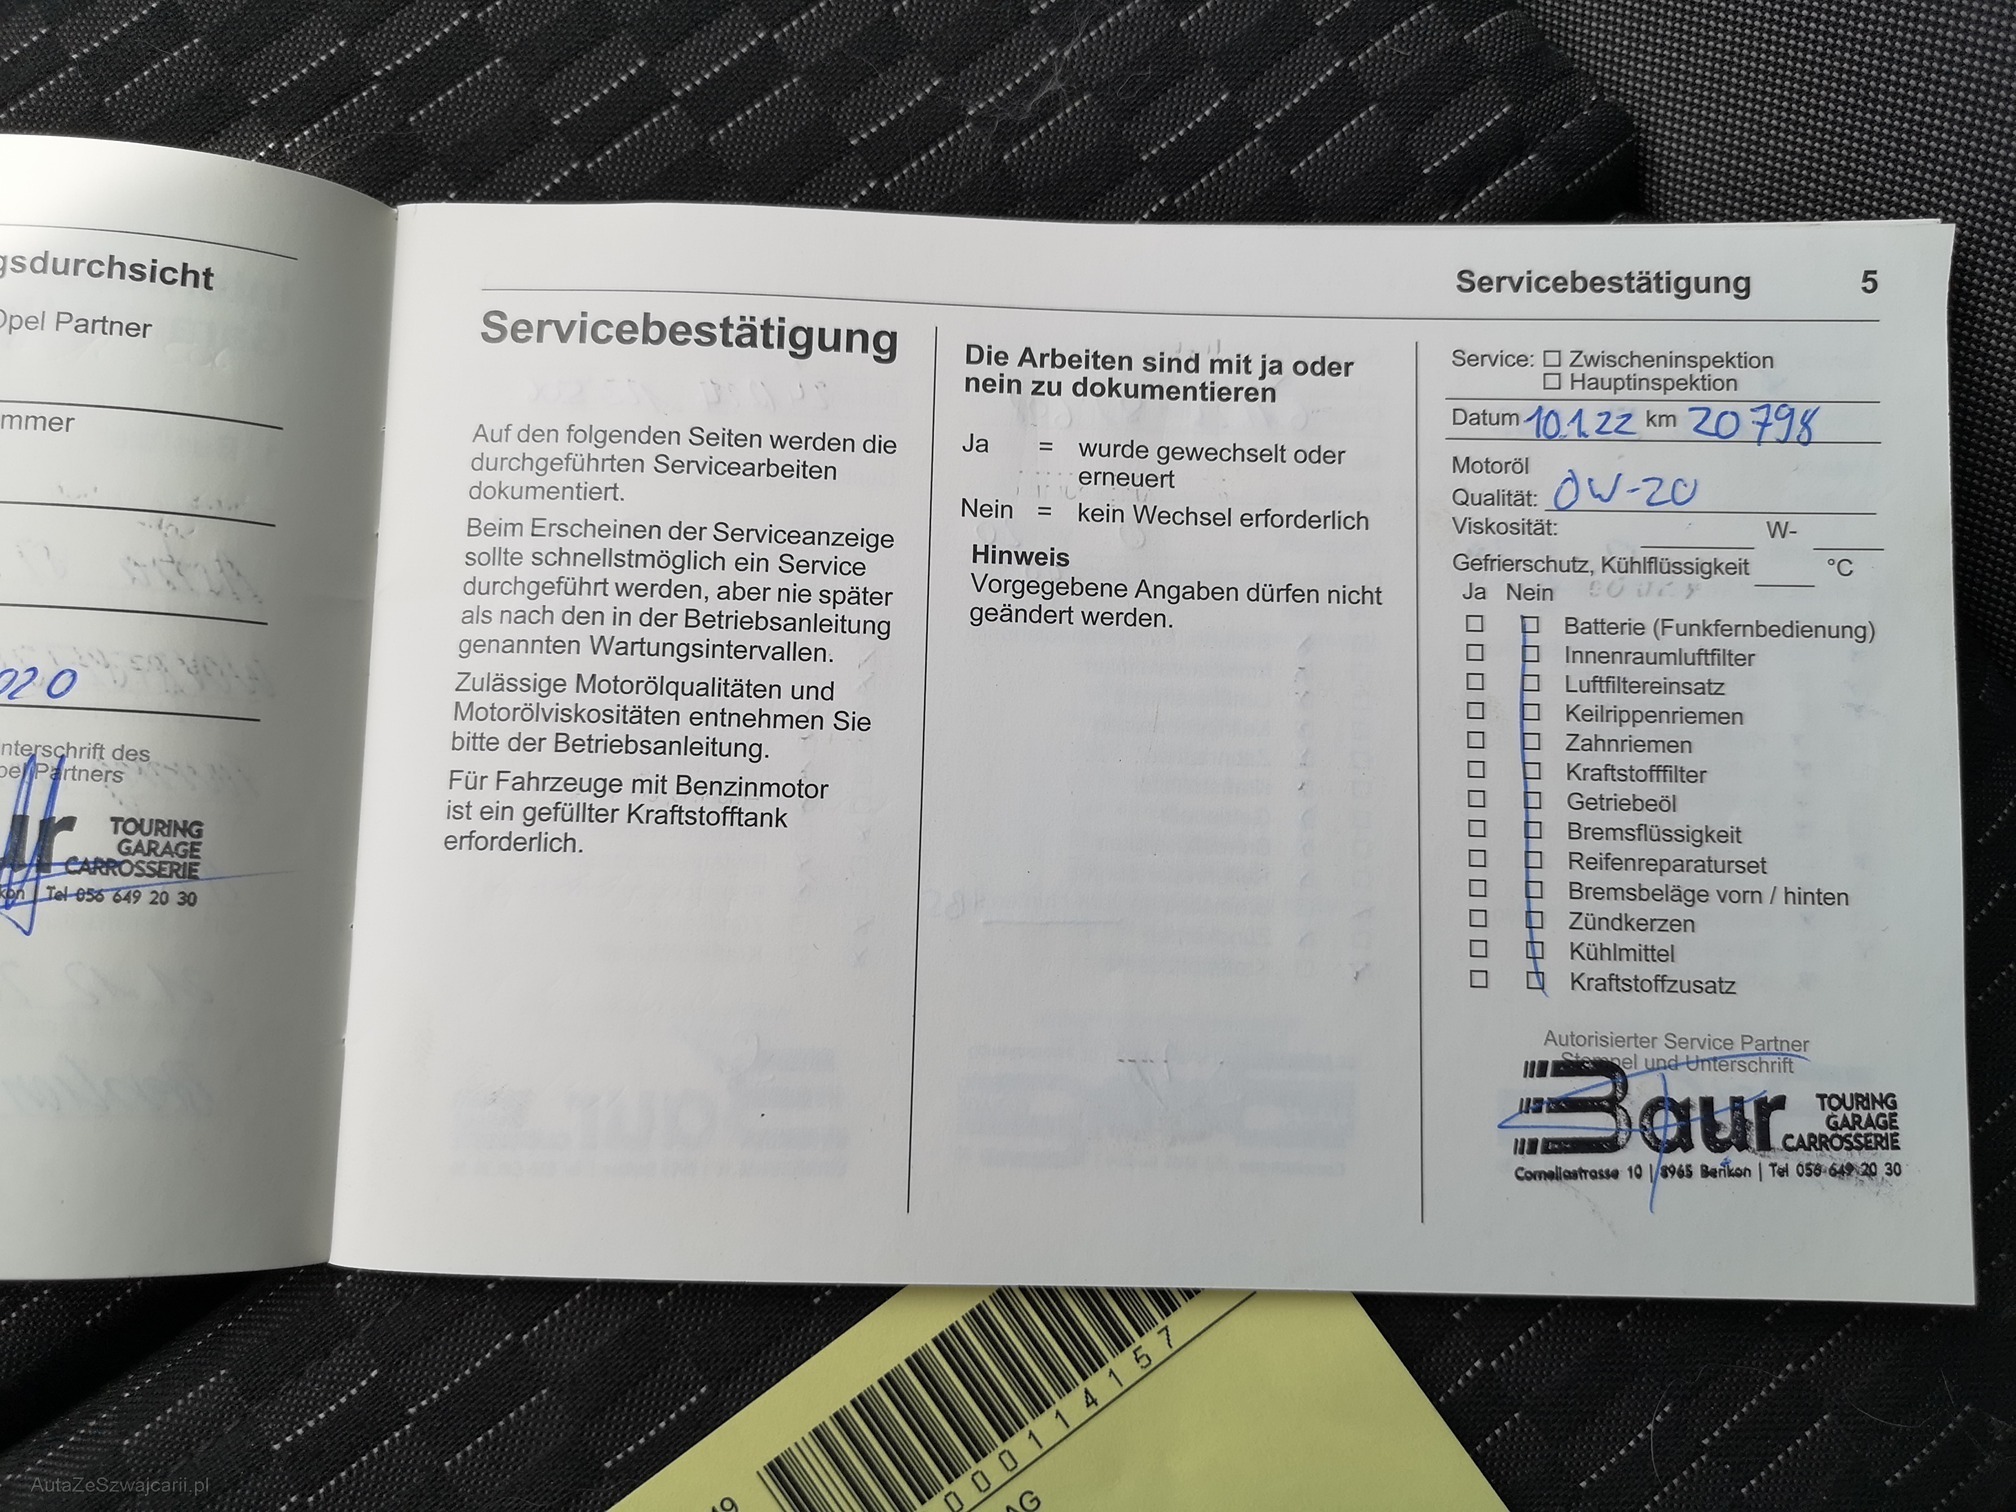 gsdurchsicht
Opel Partner
mmer
020
nterschrift des
pel Partners
ur TOURING
GARAGE
CARROSSERIE
kon | Tel 056 649 20 30
Servicebestätigung 5
Servicebestätigung
Auf den folgenden Seiten werden die
durchgeführten Servicearbeiten
dokumentiert.
Beim Erscheinen der Serviceanzeige
sollte schnellstmöglich ein Service
durchgeführt werden, aber nie später
als nach den in der Betriebsanleitung
genannten Wartungsintervallen.
Zulässige Motorölqualitäten und
Motorölviskositäten entnehmen Sie
bitte der Betriebsanleitung.
Für Fahrzeuge mit Benzinmotor
ist ein gefüllter Kraftstofftank
erforderlich.
Die Arbeiten sind mit ja oder
nein zu dokumentieren
Ja = wurde gewechselt oder
erneuert
Nein = kein Wechsel erforderlich
Hinweis
Vorgegebene Angaben dürfen nicht
geändert werden.
Service: ☐ Zwischeninspektion
☐ Hauptinspektion
Datum 10.1.22 km 20798
Motoröl
Qualität: 0W-20
Viskosität: W-
Gefrierschutz, Kühlflüssigkeit °C
Ja Nein
☐ ☐ Batterie (Funkfernbedienung)
☐ ☐ Innenraumluftfilter
☐ ☐ Luftfiltereinsatz
☐ ☐ Keilrippenriemen
☐ ☐ Zahnriemen
☐ ☐ Kraftstofffilter
☐ ☐ Getriebeöl
☐ ☐ Bremsflüssigkeit
☐ ☐ Reifenreparaturset
☐ ☐ Bremsbeläge vorn / hinten
☐ ☐ Zündkerzen
☐ ☐ Kühlmittel
☐ ☐ Kraftstoffzusatz
Autorisierter Service Partner
Stempel und Unterschrift
Baur TOURING
GARAGE
CARROSSERIE
Corneliastrasse 10 | 8965 Berikon | Tel 056 649 20 30
00011 4157
19
AG
AutaZeSzwajcarii.pl